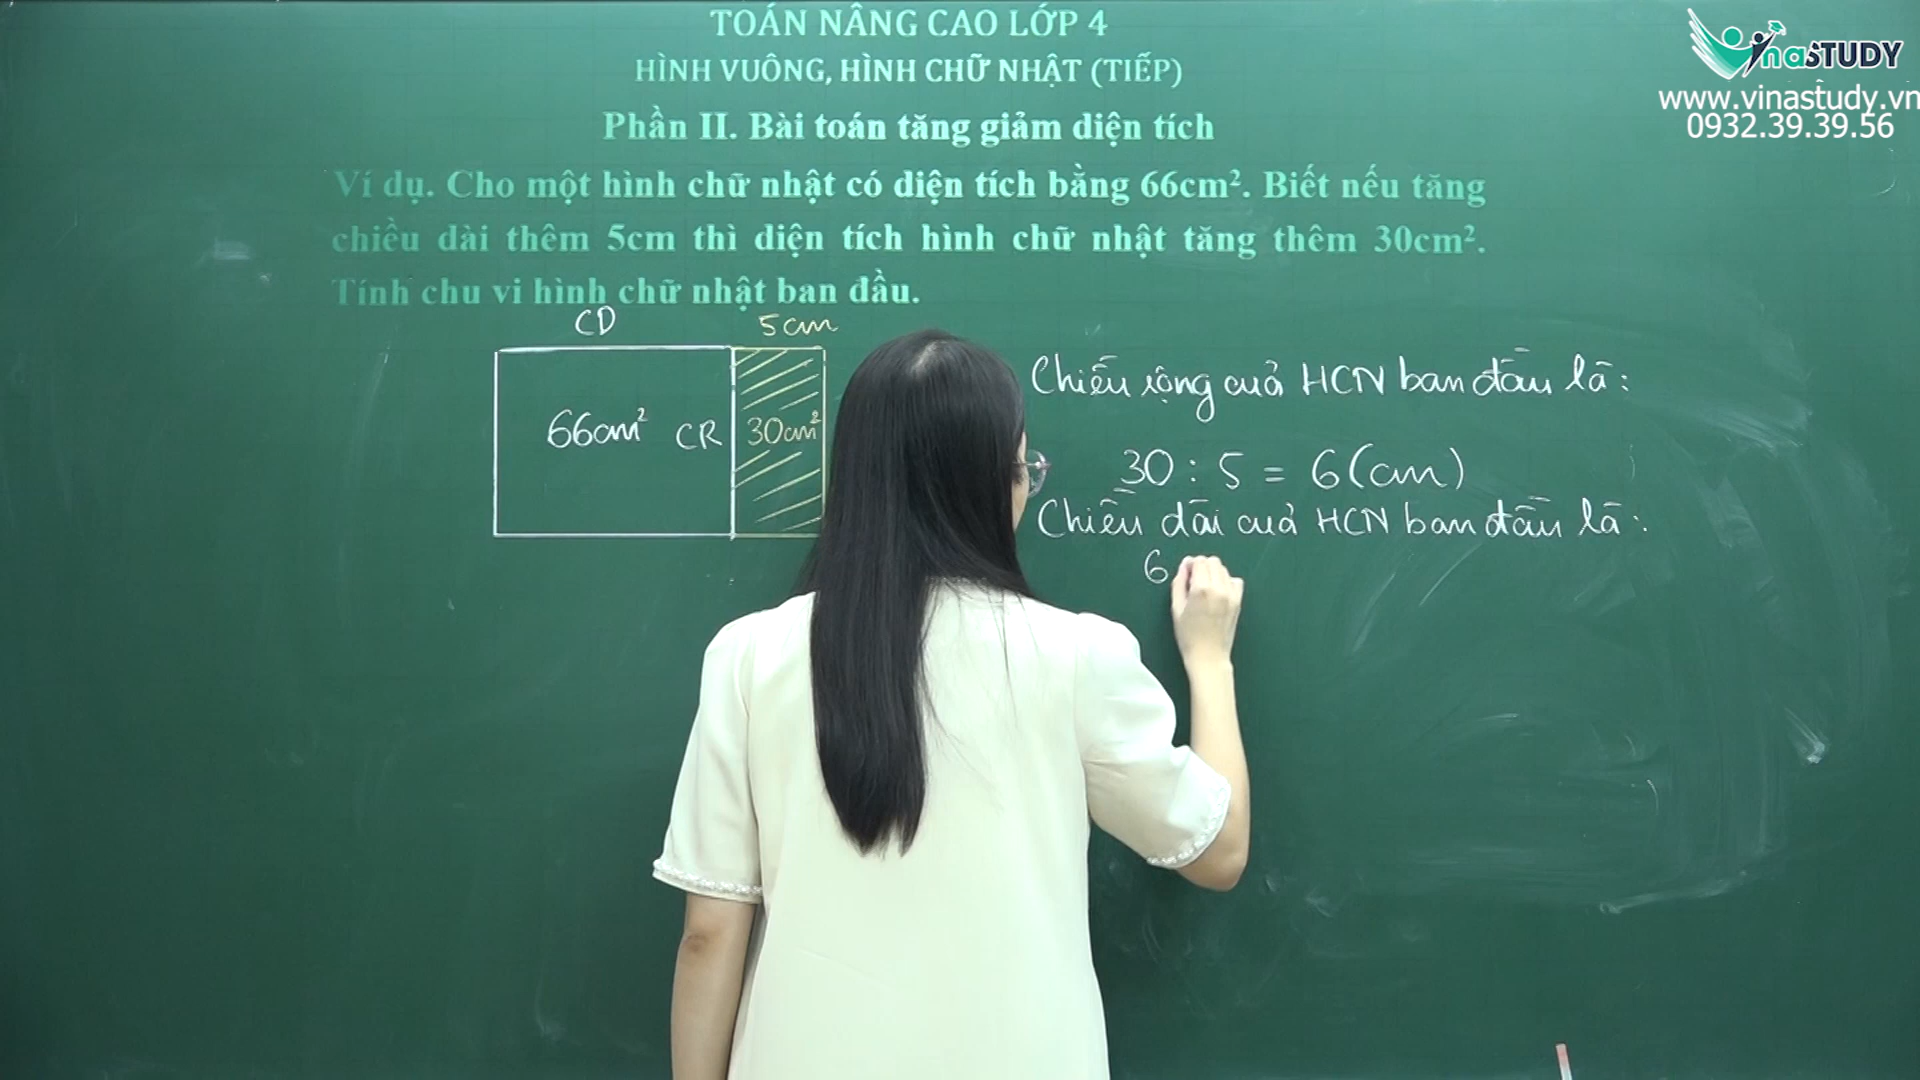 TOÁN NÂNG CAO LỚP 4
HÌNH VUÔNG, HÌNH CHỮ NHẬT (TIẾP)
Phần II. Bài toán tăng giảm diện tích
Ví dụ. Cho một hình chữ nhật có diện tích bằng 66cm². Biết nếu tăng
chiều dài thêm 5cm thì diện tích hình chữ nhật tăng thêm 30cm².
Tính chu vi hình chữ nhật ban đầu.
VinaSTUDY
www.vinastudy.vn
0932.39.39.56
CD
5cm
66cm²
CR
30cm²
Chiều rộng của HCN ban đầu là:
30 : 5 = 6 (cm)
Chiều dài của HCN ban đầu là:
6